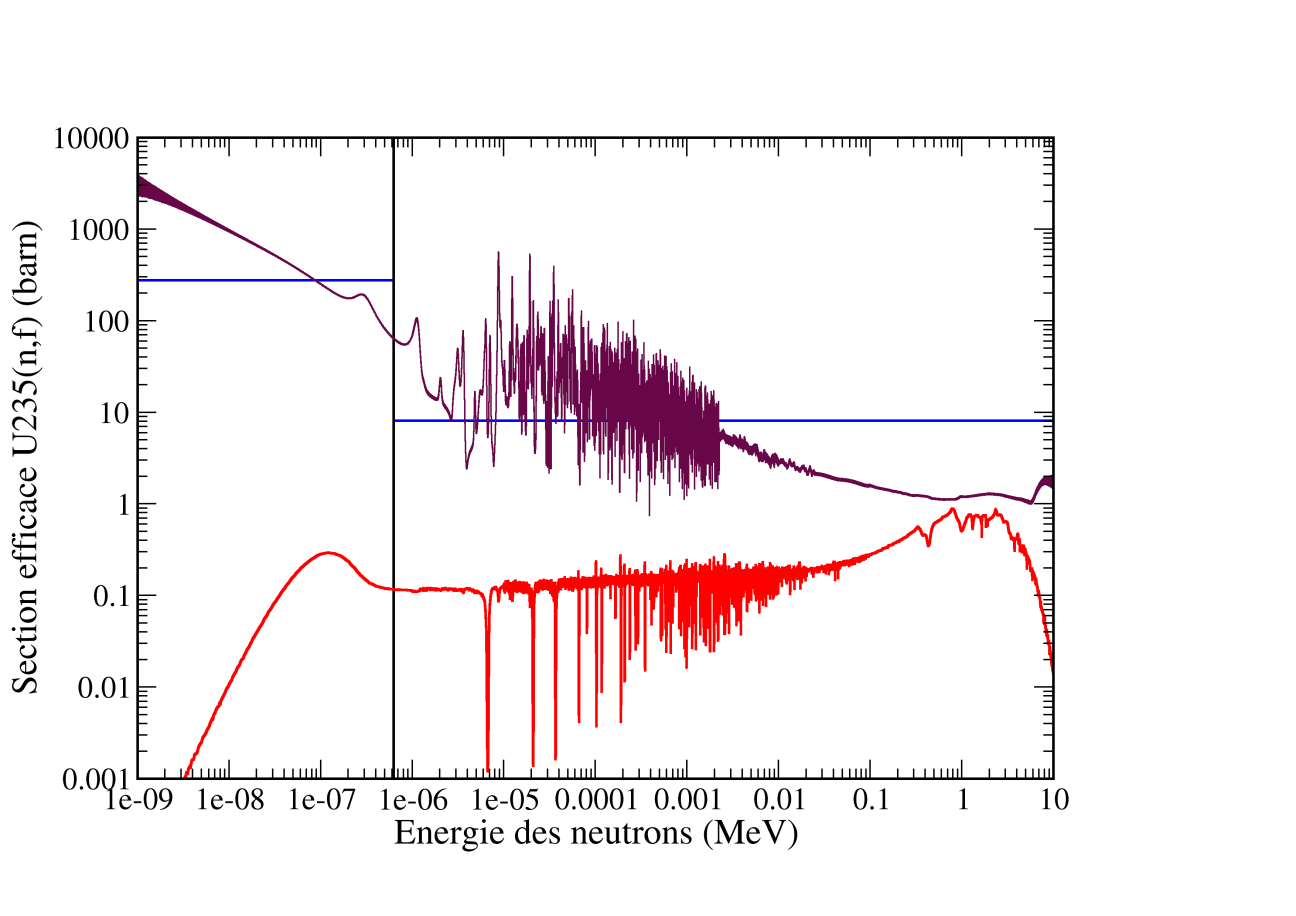 Section efficace U235(n,f) (barn)
10000
1000
100
10
1
0.1
0.01
0.001
1e-09 1e-08 1e-07 1e-06 1e-05 0.0001 0.001 0.01 0.1 1 10
Energie des neutrons (MeV)